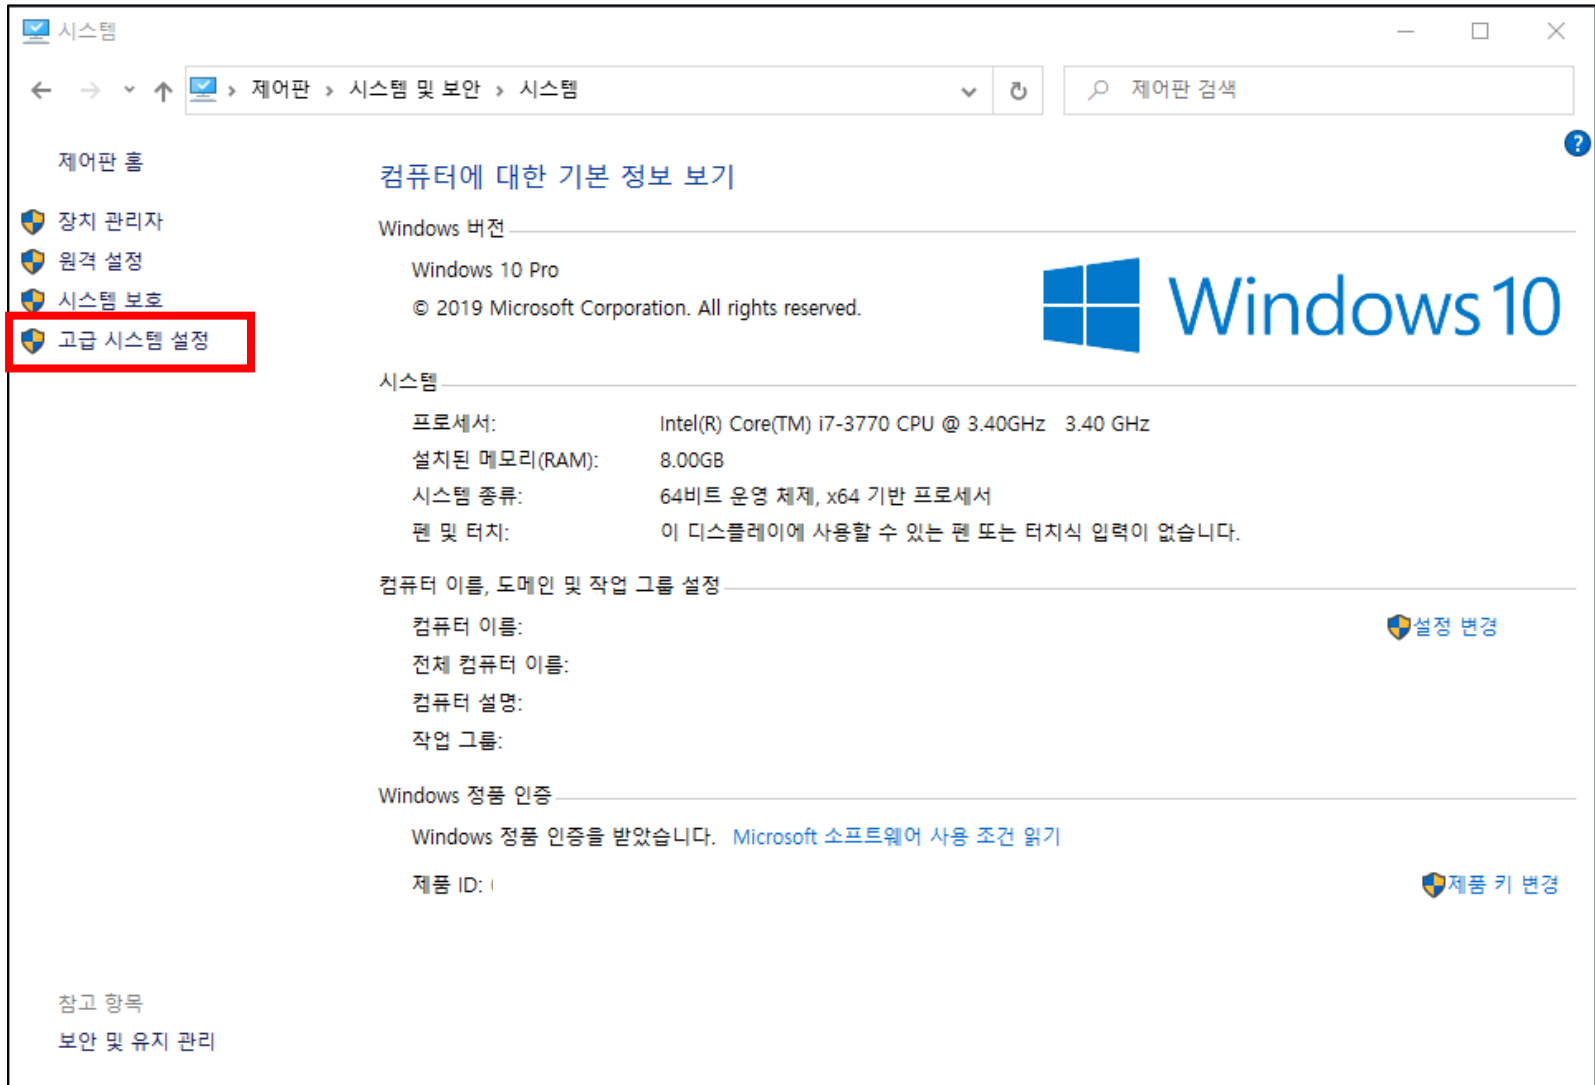 시스템
제어판 › 시스템 및 보안 › 시스템
제어판 검색
제어판 홈
장치 관리자
원격 설정
시스템 보호
고급 시스템 설정
컴퓨터에 대한 기본 정보 보기
Windows 버전
Windows 10 Pro
© 2019 Microsoft Corporation. All rights reserved.
Windows 10
시스템
프로세서: Intel(R) Core(TM) i7-3770 CPU @ 3.40GHz 3.40 GHz
설치된 메모리(RAM): 8.00GB
시스템 종류: 64비트 운영 체제, x64 기반 프로세서
펜 및 터치: 이 디스플레이에 사용할 수 있는 펜 또는 터치식 입력이 없습니다.
컴퓨터 이름, 도메인 및 작업 그룹 설정
컴퓨터 이름: 설정 변경
전체 컴퓨터 이름:
컴퓨터 설명:
작업 그룹:
Windows 정품 인증
Windows 정품 인증을 받았습니다. Microsoft 소프트웨어 사용 조건 읽기
제품 ID: 제품 키 변경
참고 항목
보안 및 유지 관리